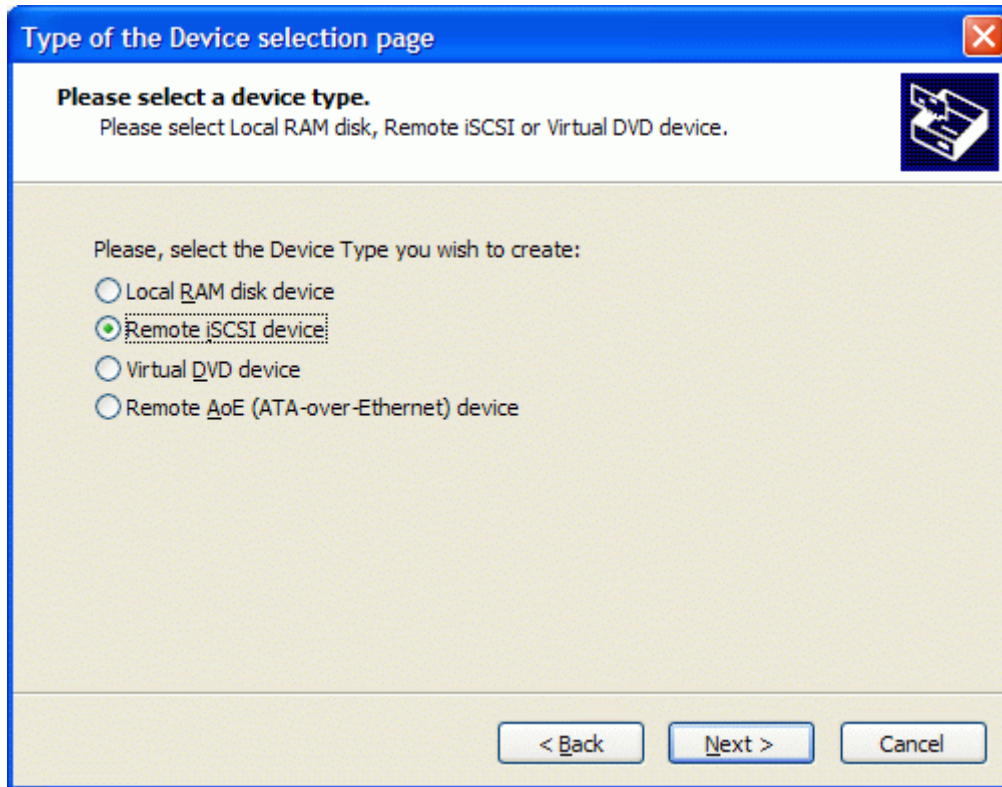 Type of the Device selection page
Please select a device type.
Please select Local RAM disk, Remote iSCSI or Virtual DVD device.
Please, select the Device Type you wish to create:
Local RAM disk device
Remote iSCSI device
Virtual DVD device
Remote AoE (ATA-over-Ethernet) device
< Back
Next >
Cancel